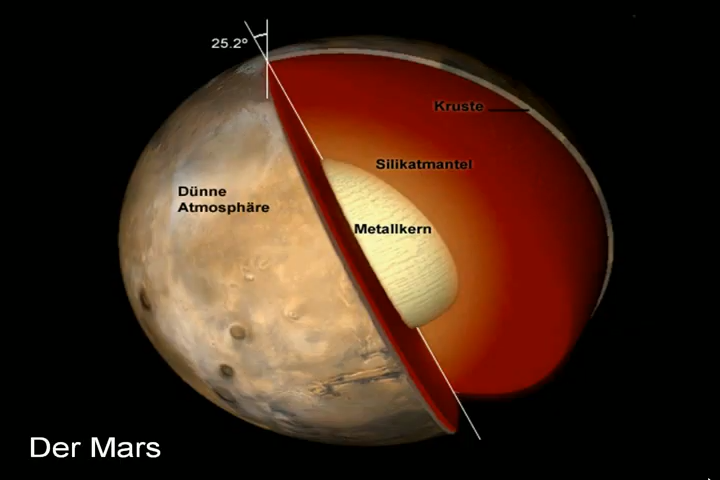 25.2°
Kruste
Silikatmantel
Dünne
Atmosphäre
Metallkern
Der Mars